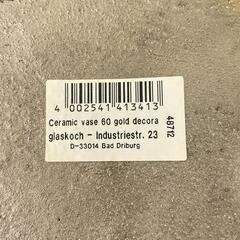 4 002541 413413
Ceramic vase 60 gold decora
glaskoch - Industriestr. 23
D-33014 Bad Driburg
48712